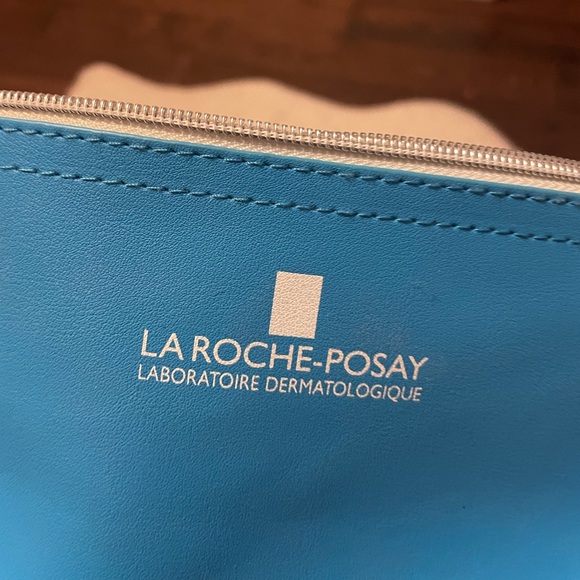 LA ROCHE-POSAY
LABORATOIRE DERMATOLOGIQUE